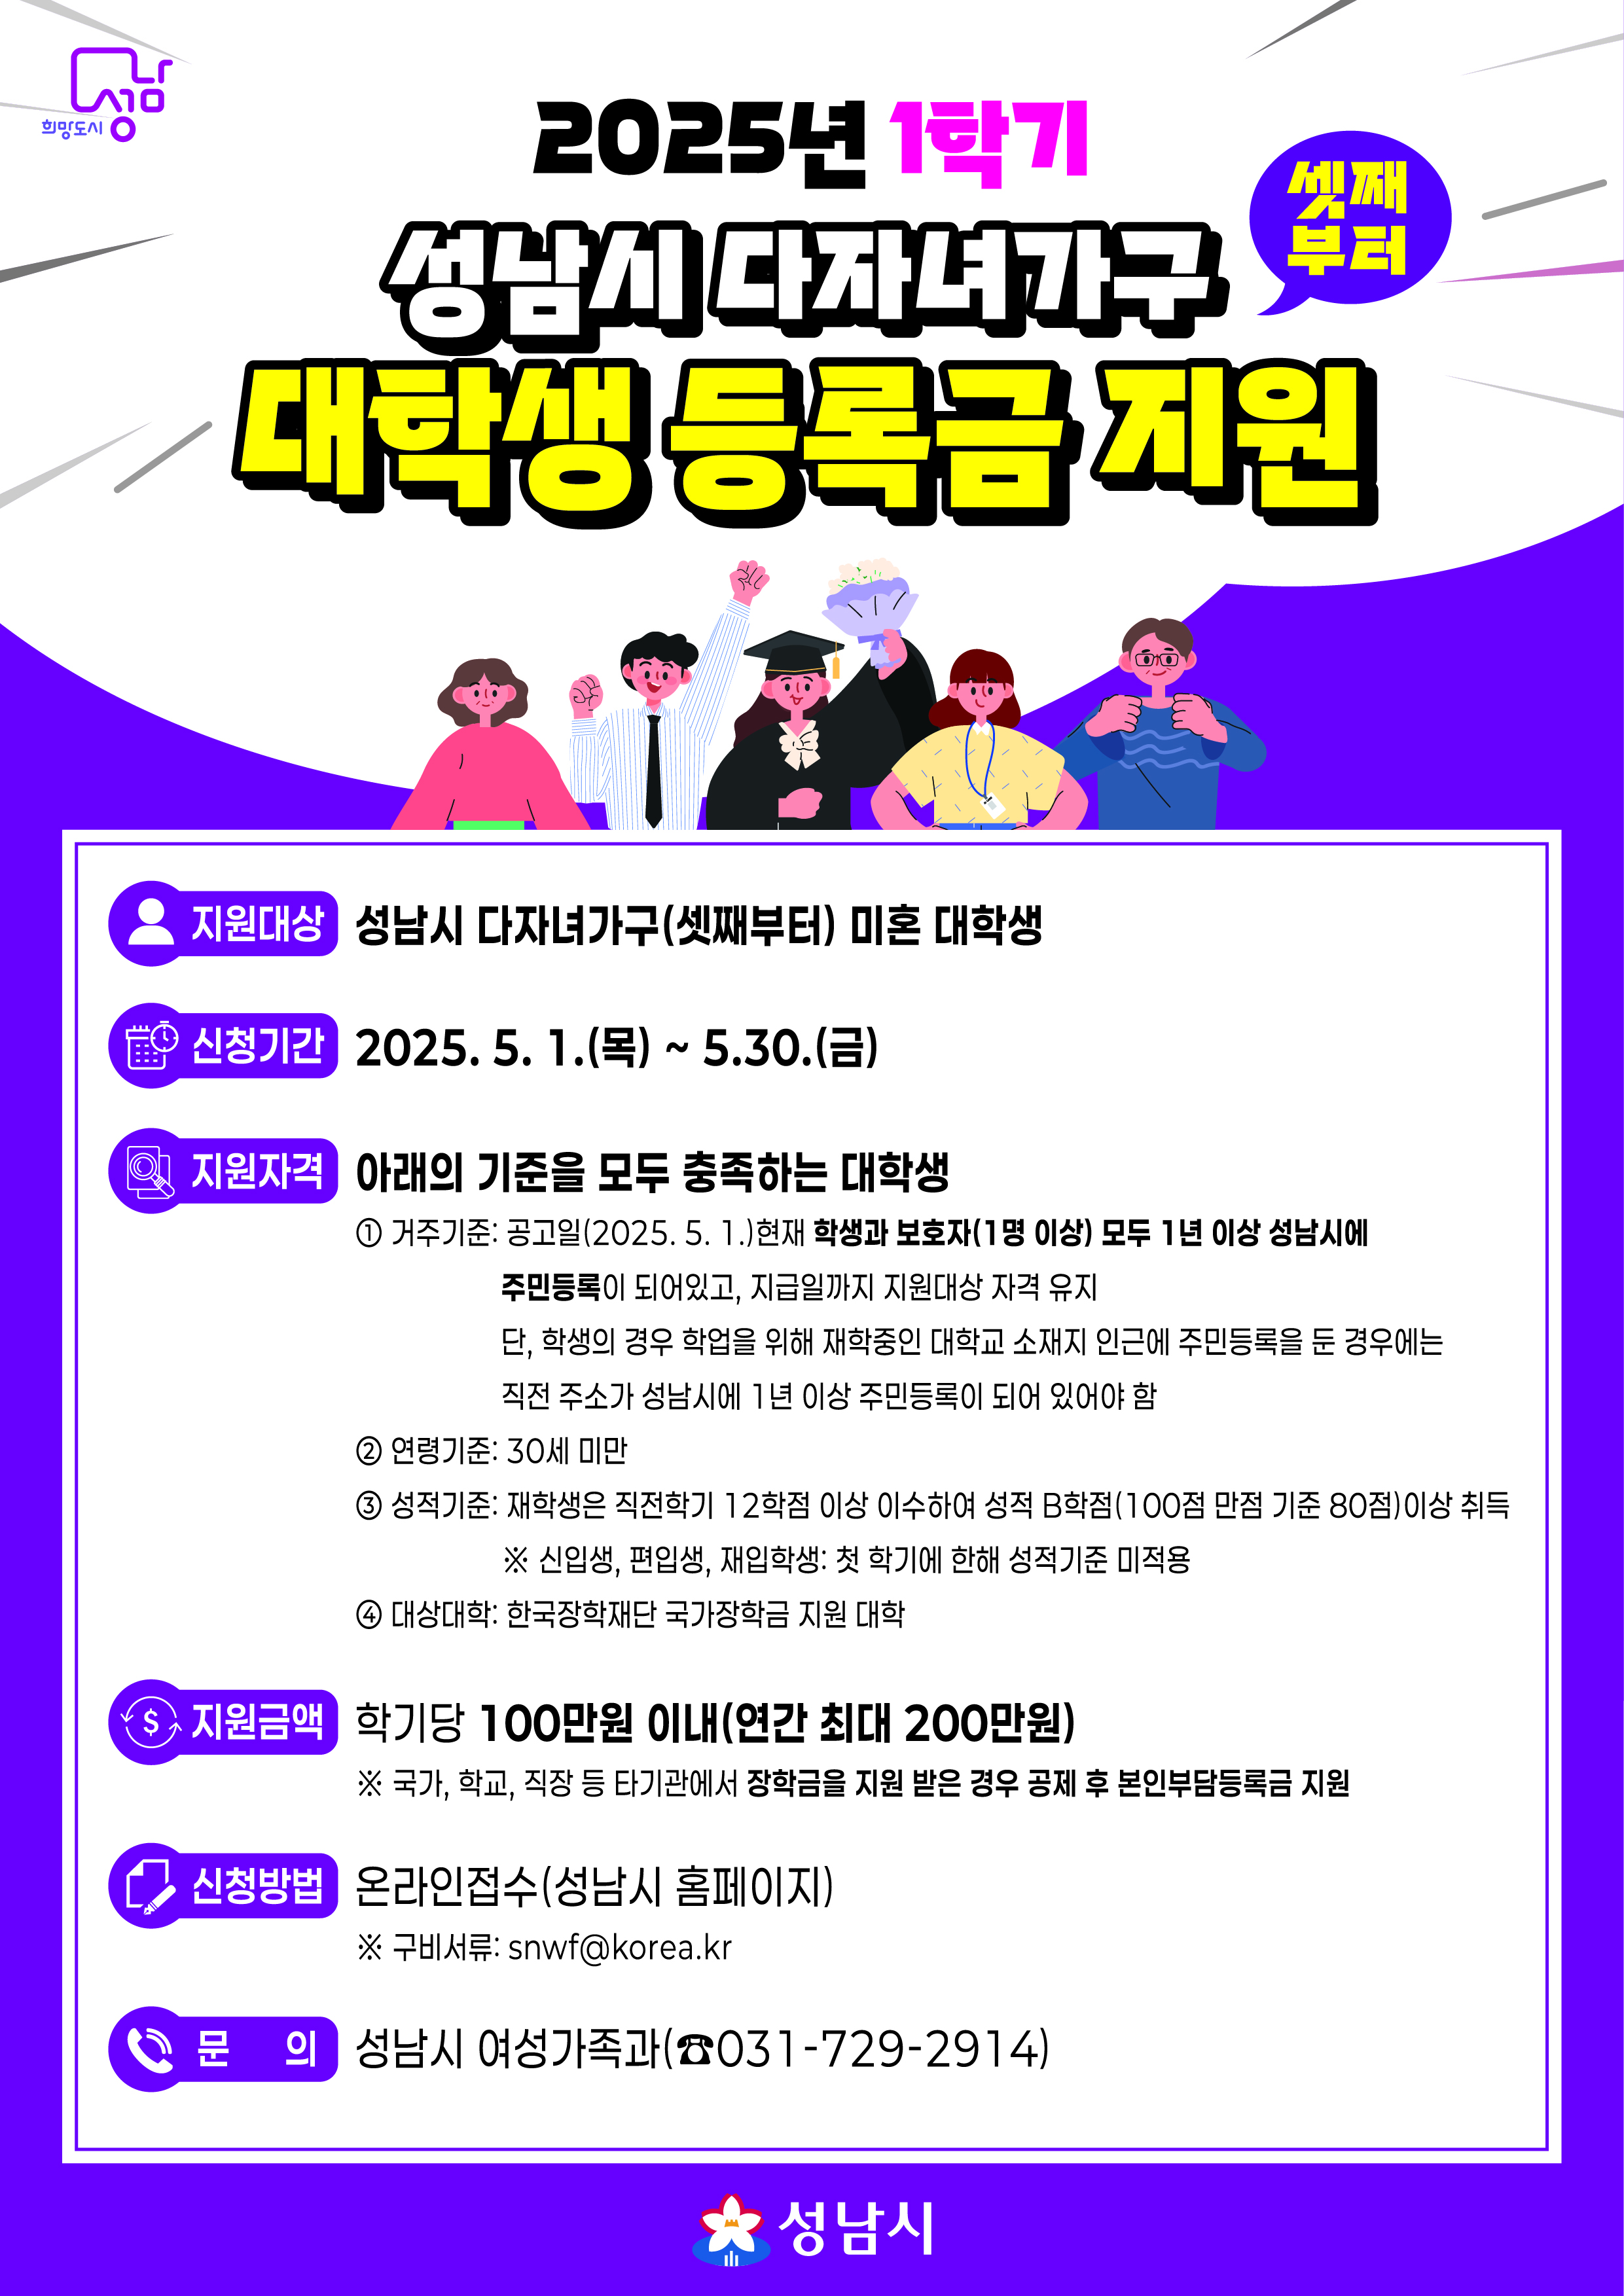 희망도시
성남
2025년 1학기
셋째
부터
성남시 다자녀가구
대학생 등록금 지원
지원대상 성남시 다자녀가구(셋째부터) 미혼 대학생
신청기간 2025. 5. 1.(목) ~ 5.30.(금)
지원자격 아래의 기준을 모두 충족하는 대학생
① 거주기준: 공고일(2025. 5. 1.)현재 학생과 보호자(1명 이상) 모두 1년 이상 성남시에
주민등록이 되어있고, 지급일까지 지원대상 자격 유지
단, 학생의 경우 학업을 위해 재학중인 대학교 소재지 인근에 주민등록을 둔 경우에는
직전 주소가 성남시에 1년 이상 주민등록이 되어 있어야 함
② 연령기준: 30세 미만
③ 성적기준: 재학생은 직전학기 12학점 이상 이수하여 성적 B학점(100점 만점 기준 80점)이상 취득
※ 신입생, 편입생, 재입학생: 첫 학기에 한해 성적기준 미적용
④ 대상대학: 한국장학재단 국가장학금 지원 대학
지원금액 학기당 100만원 이내(연간 최대 200만원)
※ 국가, 학교, 직장 등 타기관에서 장학금을 지원 받은 경우 공제 후 본인부담등록금 지원
신청방법 온라인접수(성남시 홈페이지)
※ 구비서류: snwf@korea.kr
문 의 성남시 여성가족과(☎031-729-2914)
성남시